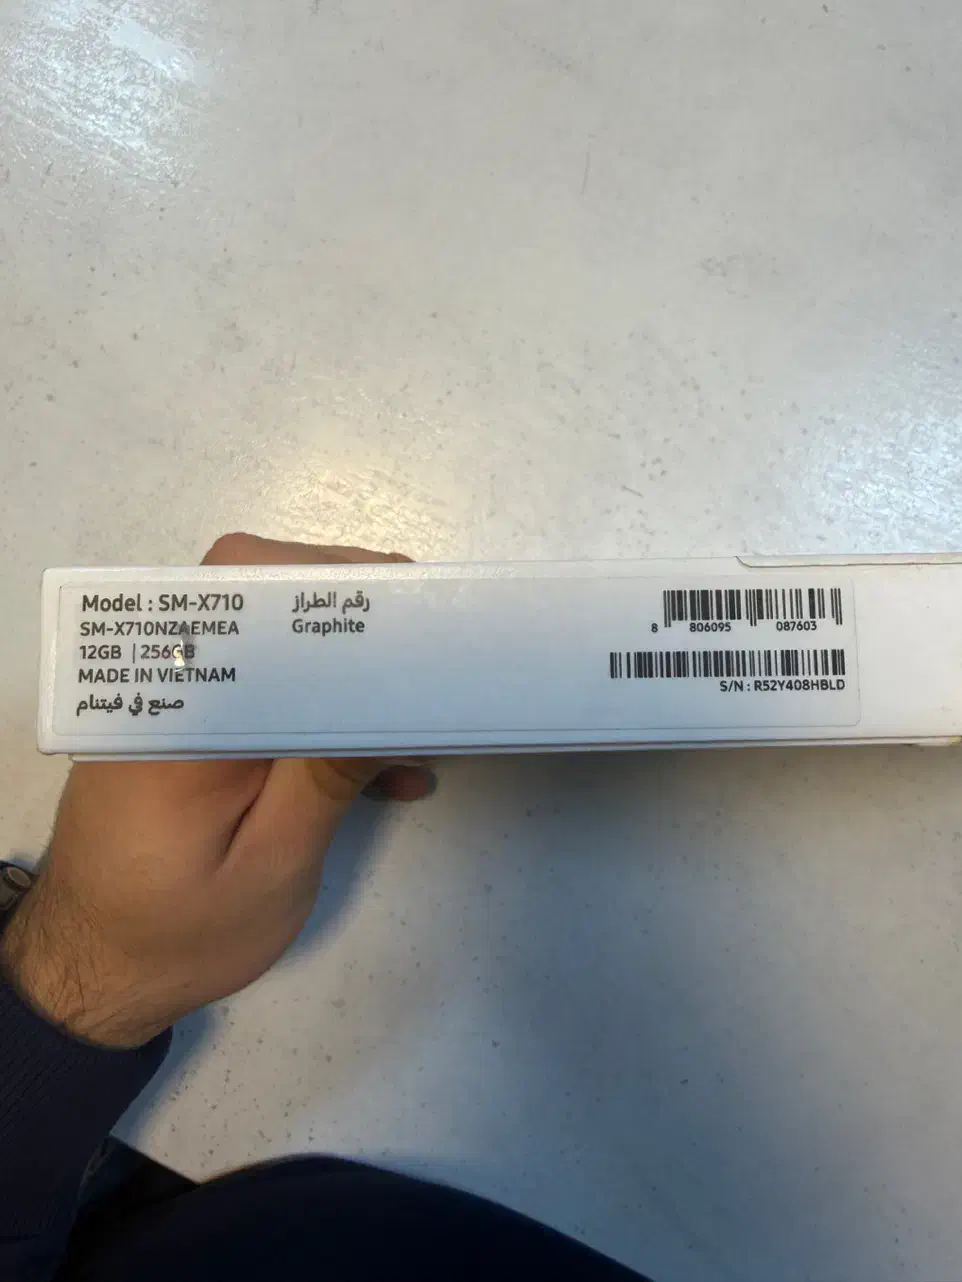 Model : SM-X710 رقم الطراز
SM-X710NZAEMEA Graphite
12GB | 256GB
MADE IN VIETNAM
صنع في فيتنام
8 806095 087603
S/N : R52Y408HBLD